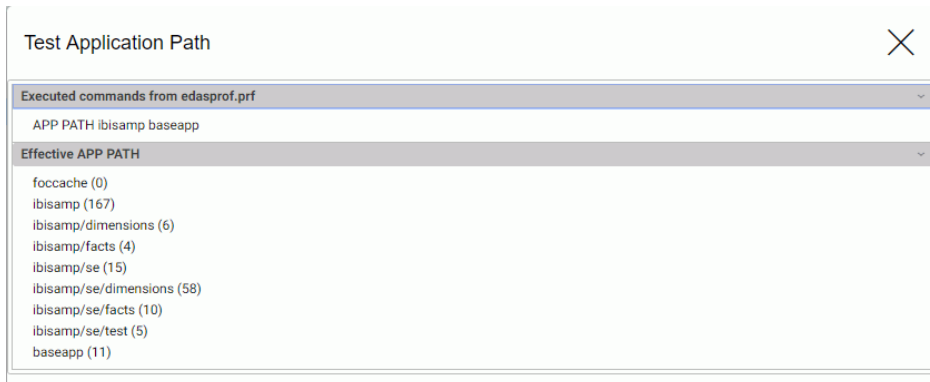 Test Application Path
Executed commands from edasprof.prf
APP PATH ibisamp baseapp
Effective APP PATH
foccache (0)
ibisamp (167)
ibisamp/dimensions (6)
ibisamp/facts (4)
ibisamp/se (15)
ibisamp/se/dimensions (58)
ibisamp/se/facts (10)
ibisamp/se/test (5)
baseapp (11)